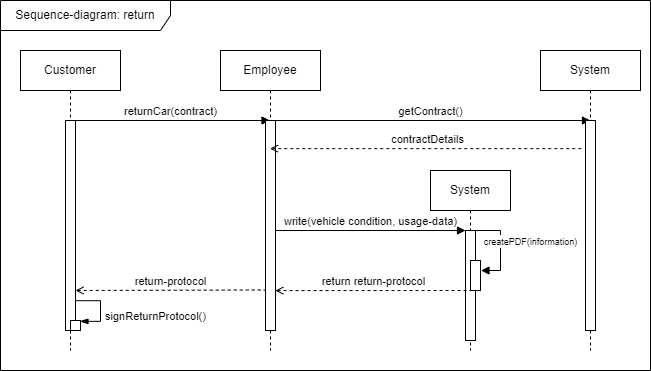 Sequence-diagram: return
Customer
Employee
System
returnCar(contract)
getContract()
contractDetails
System
write(vehicle condition, usage-data)
createPDF(information)
return-protocol
return return-protocol
signReturnProtocol()